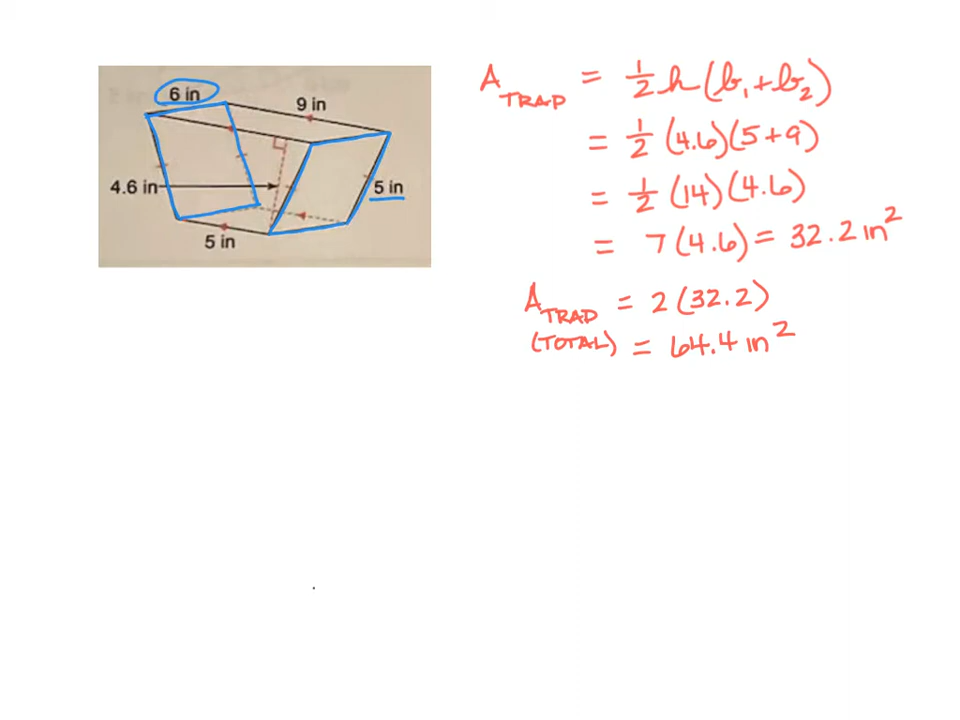 6 in
9 in
4.6 in
5 in
5 in
A TRAP = 1/2 h (b₁ + b₂)
= 1/2 (4.6)(5+9)
= 1/2 (14)(4.6)
= 7(4.6) = 32.2 in²
A TRAP (TOTAL) = 2(32.2)
= 64.4 in²